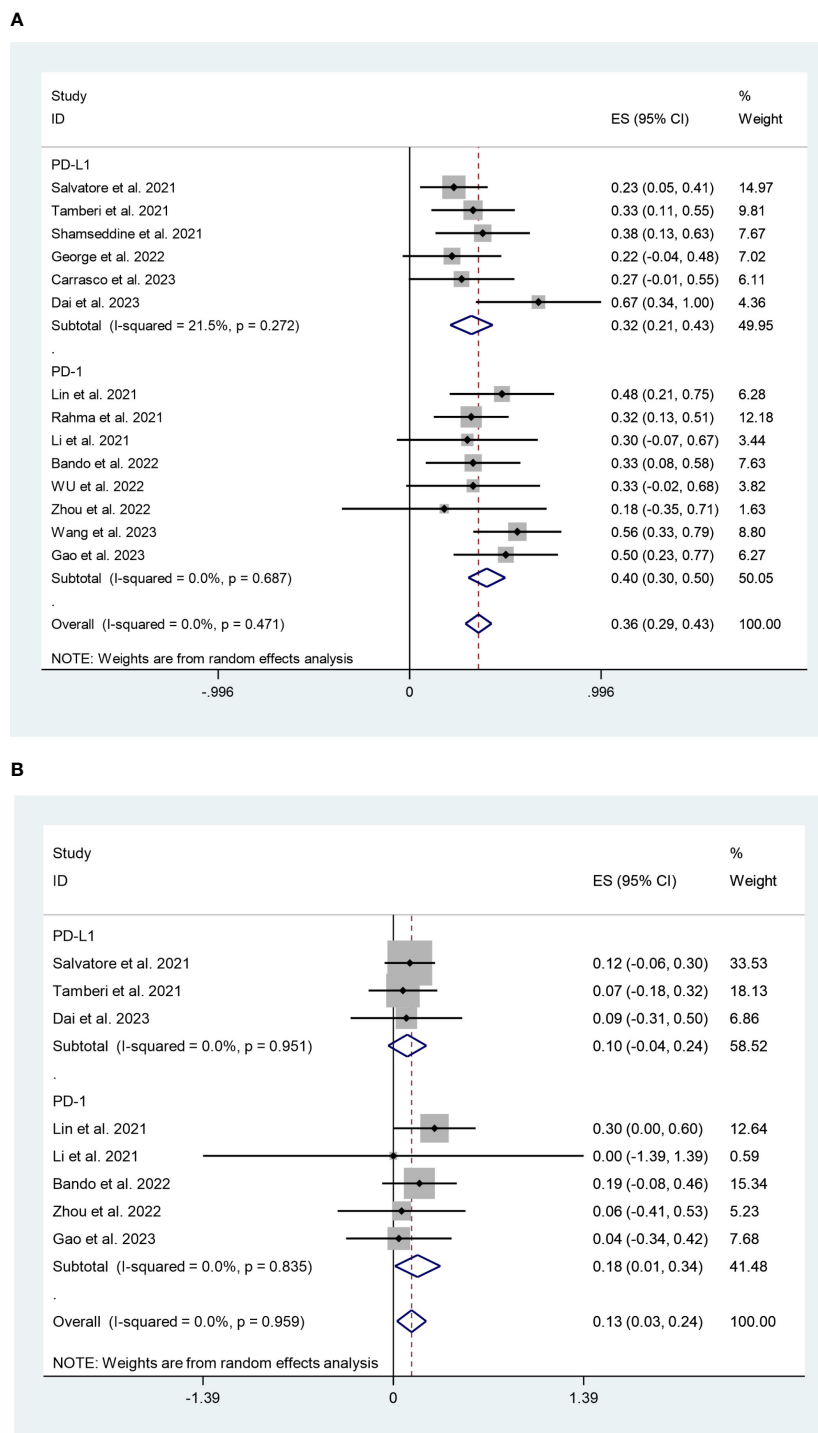 A
Study %
ID ES (95% CI) Weight
PD-L1
Salvatore et al. 2021 0.23 (0.05, 0.41) 14.97
Tamberi et al. 2021 0.33 (0.11, 0.55) 9.81
Shamseddine et al. 2021 0.38 (0.13, 0.63) 7.67
George et al. 2022 0.22 (-0.04, 0.48) 7.02
Carrasco et al. 2023 0.27 (-0.01, 0.55) 6.11
Dai et al. 2023 0.67 (0.34, 1.00) 4.36
Subtotal (I-squared = 21.5%, p = 0.272) 0.32 (0.21, 0.43) 49.95
.
PD-1
Lin et al. 2021 0.48 (0.21, 0.75) 6.28
Rahma et al. 2021 0.32 (0.13, 0.51) 12.18
Li et al. 2021 0.30 (-0.07, 0.67) 3.44
Bando et al. 2022 0.33 (0.08, 0.58) 7.63
WU et al. 2022 0.33 (-0.02, 0.68) 3.82
Zhou et al. 2022 0.18 (-0.35, 0.71) 1.63
Wang et al. 2023 0.56 (0.33, 0.79) 8.80
Gao et al. 2023 0.50 (0.23, 0.77) 6.27
Subtotal (I-squared = 0.0%, p = 0.687) 0.40 (0.30, 0.50) 50.05
.
Overall (I-squared = 0.0%, p = 0.471) 0.36 (0.29, 0.43) 100.00
NOTE: Weights are from random effects analysis
-.996 0 .996
B
Study %
ID ES (95% CI) Weight
PD-L1
Salvatore et al. 2021 0.12 (-0.06, 0.30) 33.53
Tamberi et al. 2021 0.07 (-0.18, 0.32) 18.13
Dai et al. 2023 0.09 (-0.31, 0.50) 6.86
Subtotal (I-squared = 0.0%, p = 0.951) 0.10 (-0.04, 0.24) 58.52
.
PD-1
Lin et al. 2021 0.30 (0.00, 0.60) 12.64
Li et al. 2021 0.00 (-1.39, 1.39) 0.59
Bando et al. 2022 0.19 (-0.08, 0.46) 15.34
Zhou et al. 2022 0.06 (-0.41, 0.53) 5.23
Gao et al. 2023 0.04 (-0.34, 0.42) 7.68
Subtotal (I-squared = 0.0%, p = 0.835) 0.18 (0.01, 0.34) 41.48
.
Overall (I-squared = 0.0%, p = 0.959) 0.13 (0.03, 0.24) 100.00
NOTE: Weights are from random effects analysis
-1.39 0 1.39